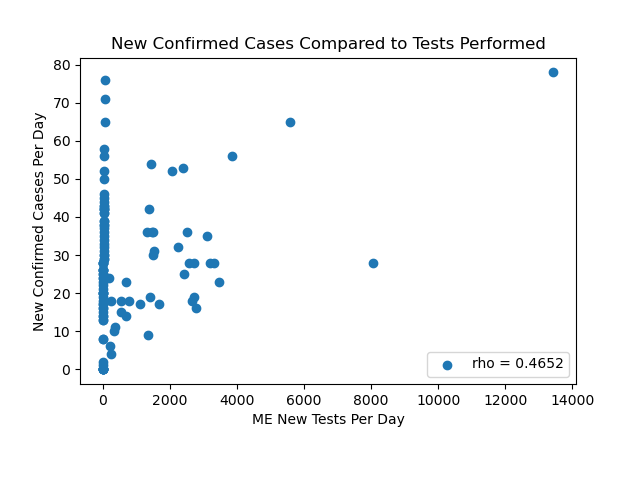 New Confirmed Cases Compared to Tests Performed
80
70
60
50
40
30
20
10
0
New Confirmed Caeses Per Day
rho = 0.4652
0 2000 4000 6000 8000 10000 12000 14000
ME New Tests Per Day